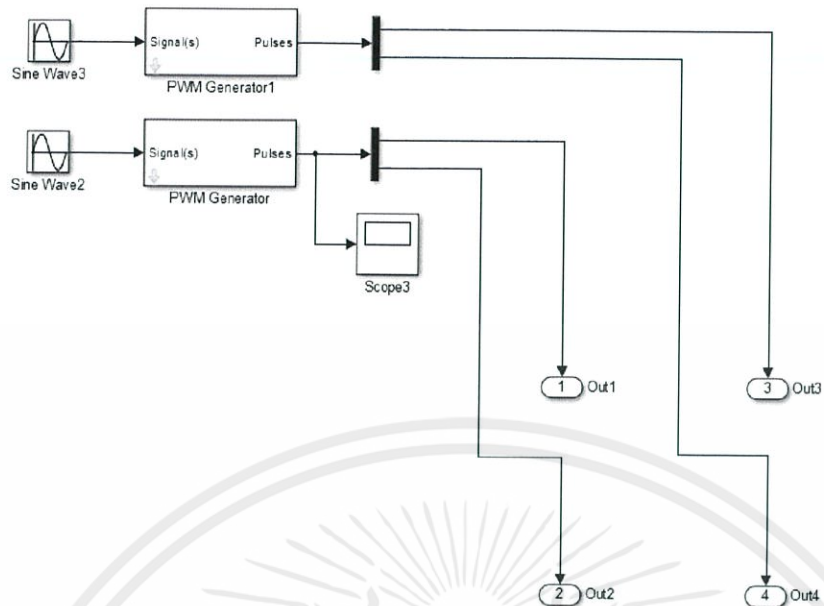 Signal(s) Pulses
Sine Wave3
PWM Generator1
Signal(s) Pulses
Sine Wave2
PWM Generator
Scope3
1 Out1
3 Out3
2 Out2
4 Out4